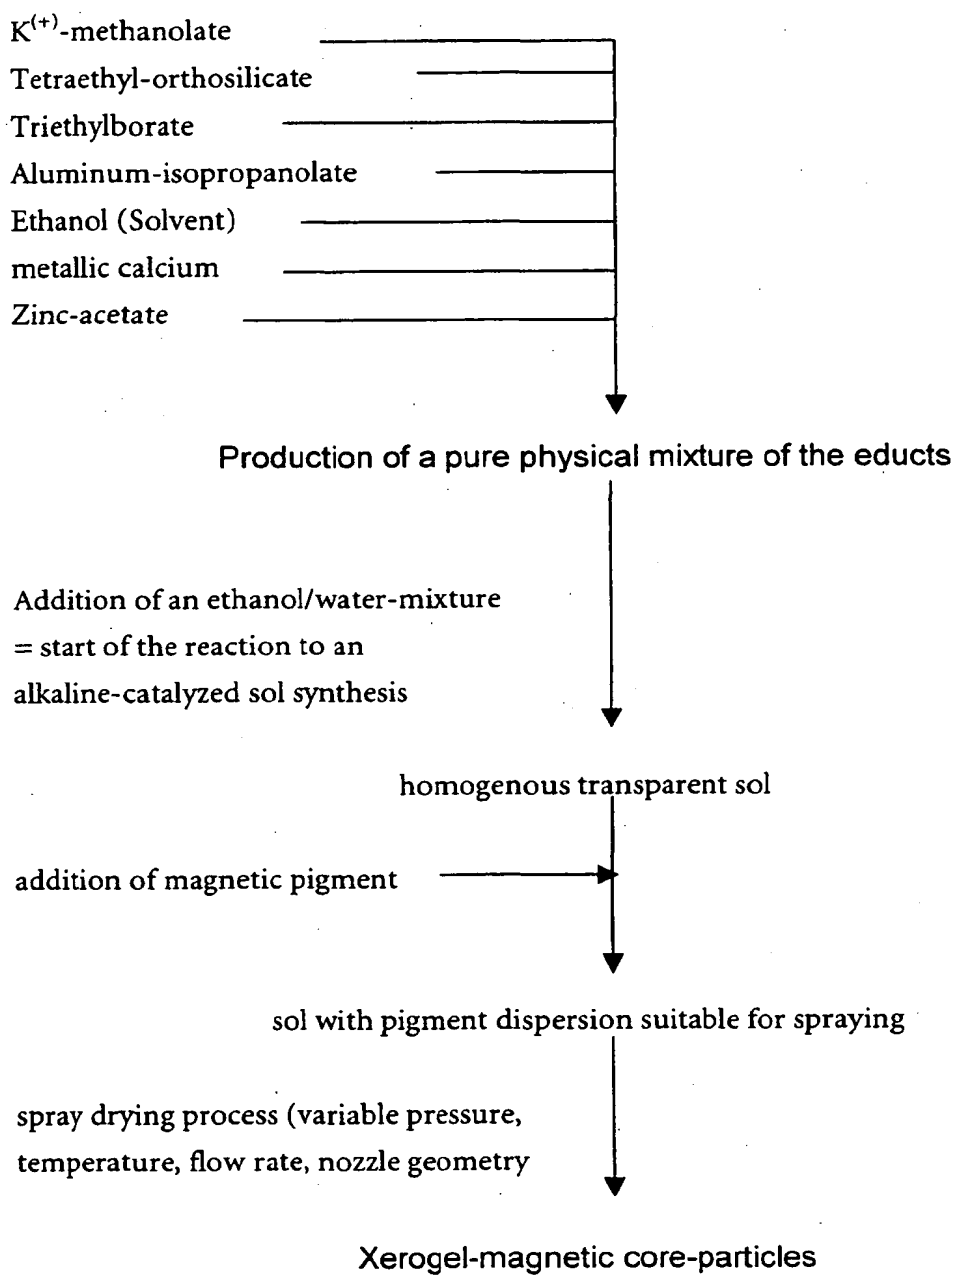 K(+)-methanolate
Tetraethyl-orthosilicate
Triethylborate
Aluminum-isopropanolate
Ethanol (Solvent)
metallic calcium
Zinc-acetate
Production of a pure physical mixture of the educts
Addition of an ethanol/water-mixture
= start of the reaction to an
alkaline-catalyzed sol synthesis
homogenous transparent sol
addition of magnetic pigment
sol with pigment dispersion suitable for spraying
spray drying process (variable pressure,
temperature, flow rate, nozzle geometry
Xerogel-magnetic core-particles